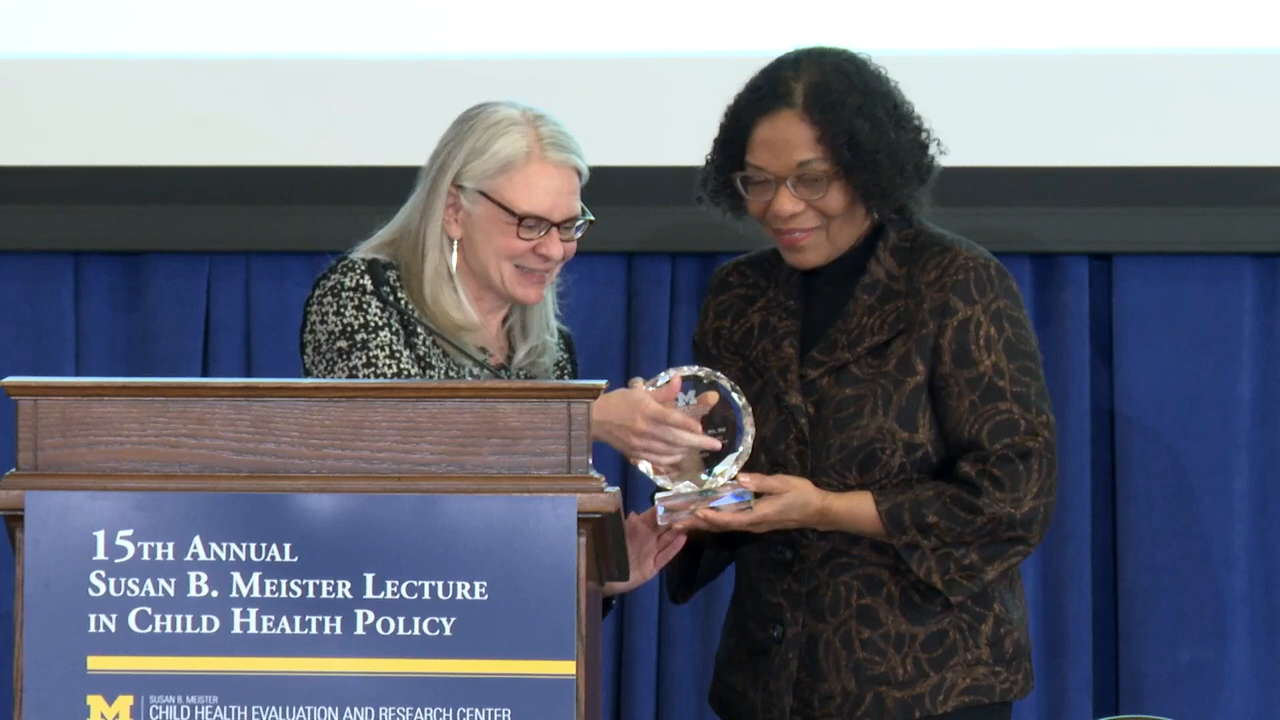 M
15TH ANNUAL
SUSAN B. MEISTER LECTURE
IN CHILD HEALTH POLICY
M
SUSAN B. MEISTER
CHILD HEALTH EVALUATION AND RESEARCH CENTER